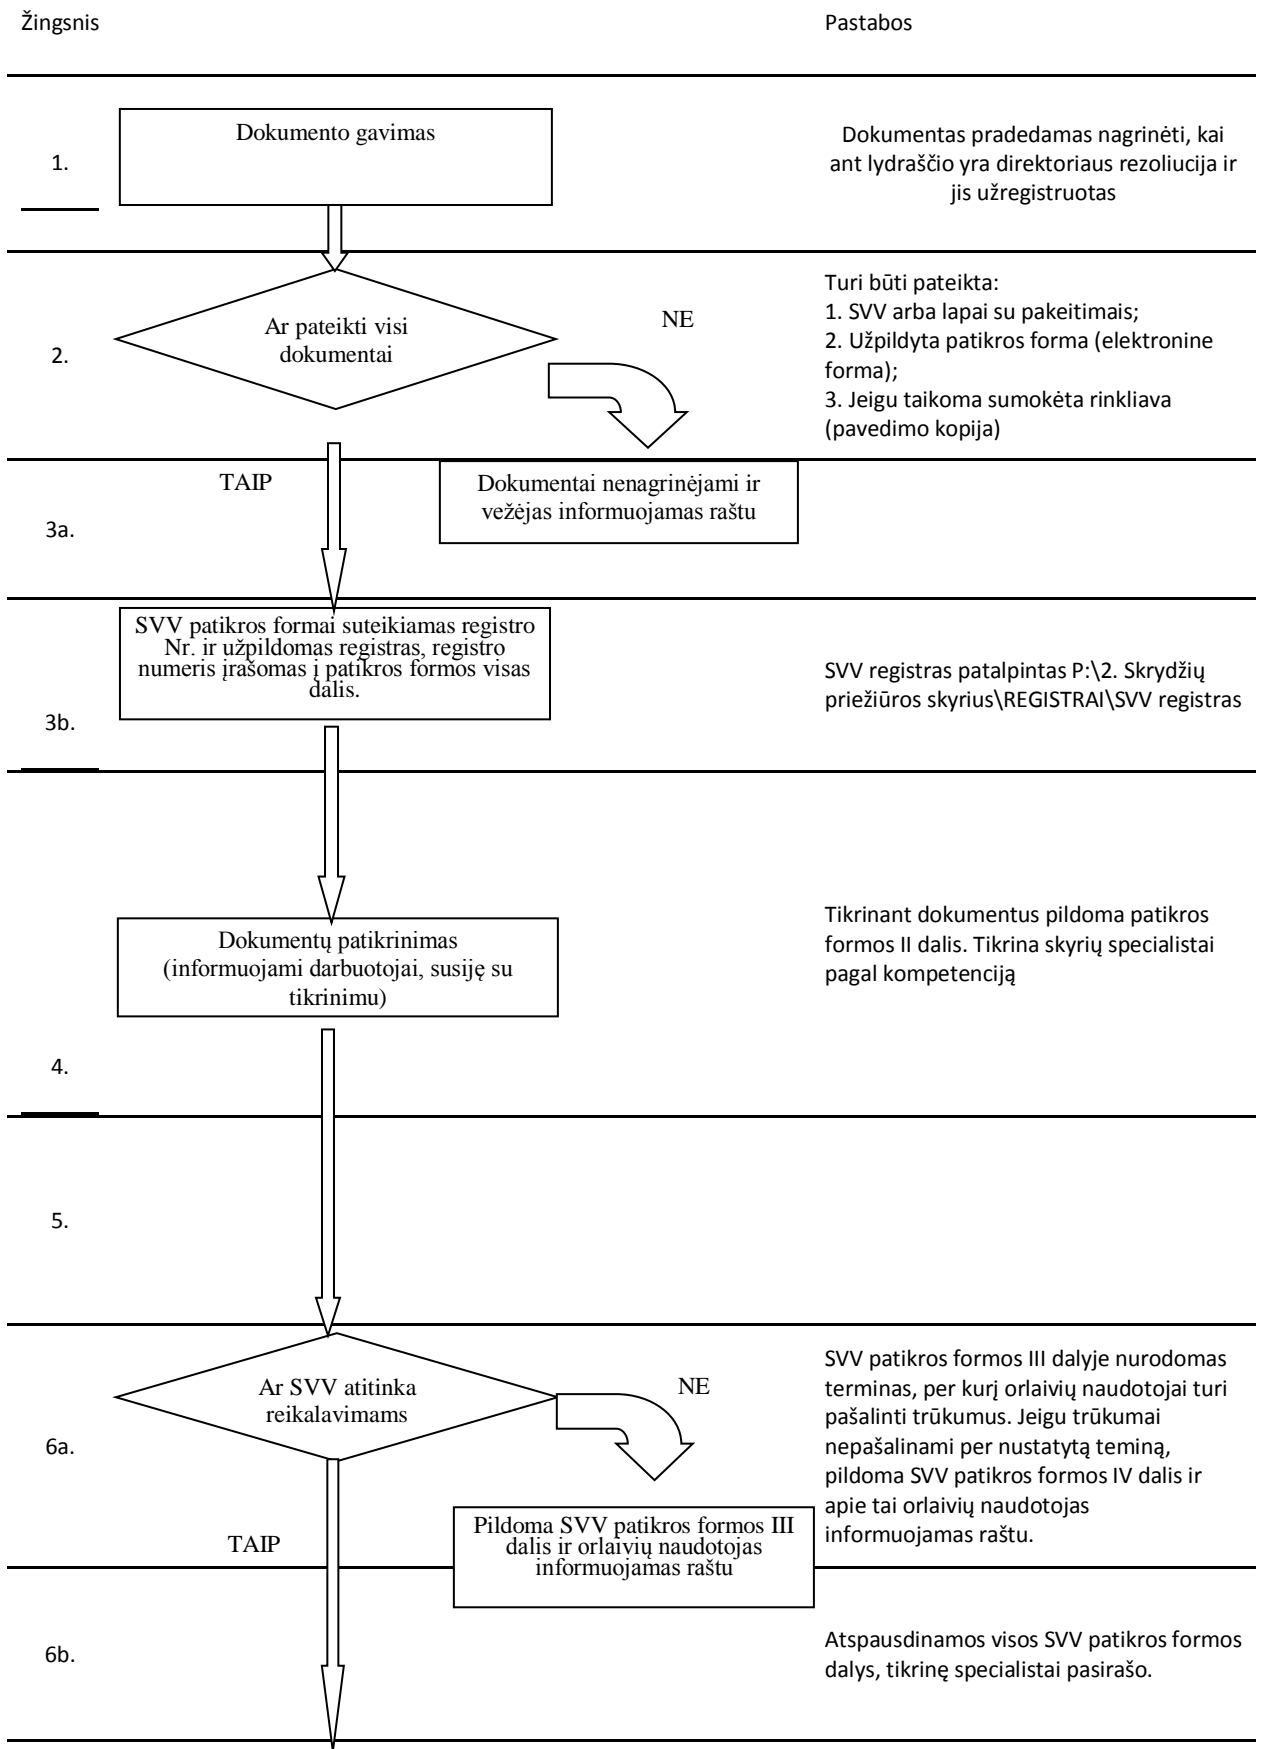 Žingsnis
Pastabos
1.
Dokumento gavimas
Dokumentas pradedamas nagrinėti, kai
ant lydraščio yra direktoriaus rezoliucija ir
jis užregistruotas
2.
Ar pateikti visi
dokumentai
NE
Turi būti pateikta:
1. SVV arba lapai su pakeitimais;
2. Užpildyta patikros forma (elektronine
forma);
3. Jeigu taikoma sumokėta rinkliava
(pavedimo kopija)
3a.
TAIP
Dokumentai nenagrinėjami ir
vežėjas informuojamas raštu
3b.
SVV patikros formai suteikiamas registro
Nr. ir užpildomas registras, registro
numeris įrašomas į patikros formos visas
dalis.
SVV registras patalpintas P:\2. Skrydžių
priežiūros skyrius\REGISTRAI\SVV registras
Dokumentų patikrinimas
(informuojami darbuotojai, susiję su
tikrinimu)
Tikrinant dokumentus pildoma patikros
formos II dalis. Tikrina skyrių specialistai
pagal kompetenciją
4.
5.
6a.
Ar SVV atitinka
reikalavimams
NE
TAIP
SVV patikros formos III dalyje nurodomas
terminas, per kurį orlaivių naudotojai turi
pašalinti trūkumus. Jeigu trūkumai
nepašalinami per nustatytą teminą,
pildoma SVV patikros formos IV dalis ir
apie tai orlaivių naudotojas
informuojamas raštu.
Pildoma SVV patikros formos III
dalis ir orlaivių naudotojas
informuojamas raštu
6b.
Atspausdinamos visos SVV patikros formos
dalys, tikrinę specialistai pasirašo.